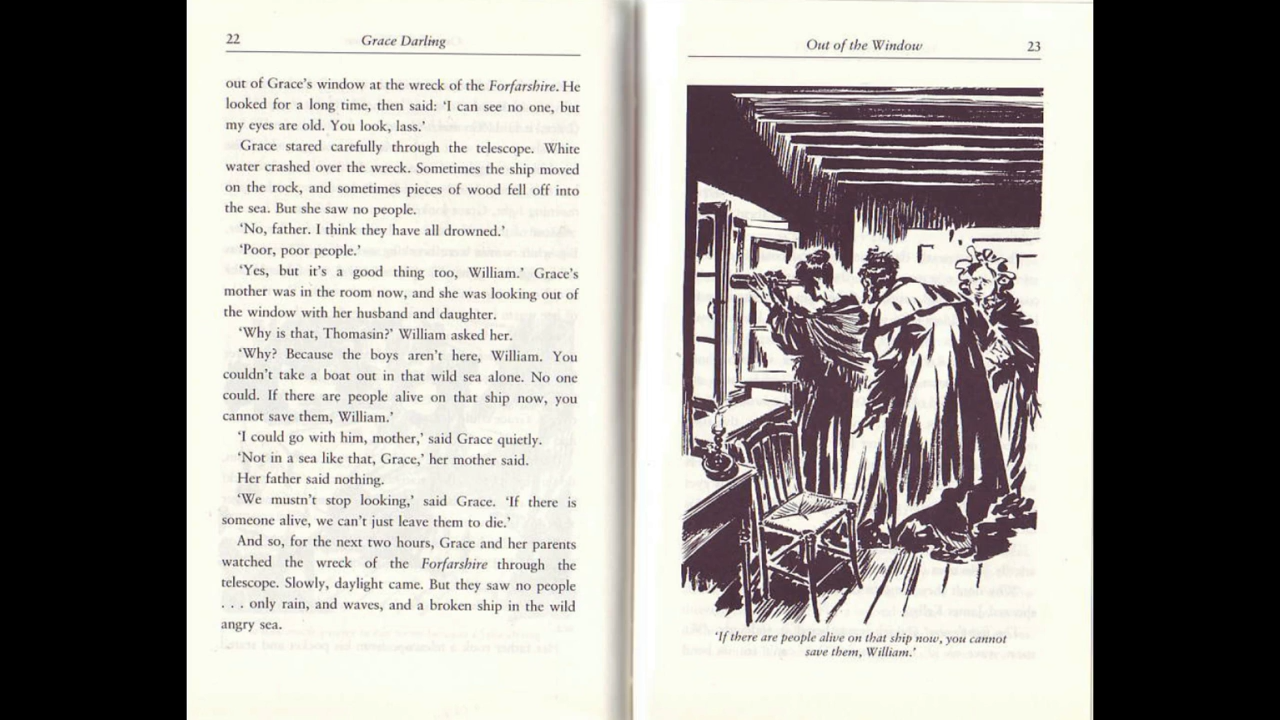 22
Grace Darling
out of Grace's window at the wreck of the Forfarshire. He
looked for a long time, then said: 'I can see no one, but
my eyes are old. You look, lass.'
Grace stared carefully through the telescope. White
water crashed over the wreck. Sometimes the ship moved
on the rock, and sometimes pieces of wood fell off into
the sea. But she saw no people.
'No, father. I think they have all drowned.'
'Poor, poor people.'
'Yes, but it's a good thing too, William.' Grace's
mother was in the room now, and she was looking out of
the window with her husband and daughter.
'Why is that, Thomasin?' William asked her.
'Why? Because the boys aren't here, William. You
couldn't take a boat out in that wild sea alone. No one
could. If there are people alive on that ship now, you
cannot save them, William.'
'I could go with him, mother,' said Grace quietly.
'Not in a sea like that, Grace,' her mother said.
Her father said nothing.
'We mustn't stop looking,' said Grace. 'If there is
someone alive, we can't just leave them to die.'
And so, for the next two hours, Grace and her parents
watched the wreck of the Forfarshire through the
telescope. Slowly, daylight came. But they saw no people
. . . only rain, and waves, and a broken ship in the wild
angry sea.
Out of the Window
23
'If there are people alive on that ship now, you cannot
save them, William.'